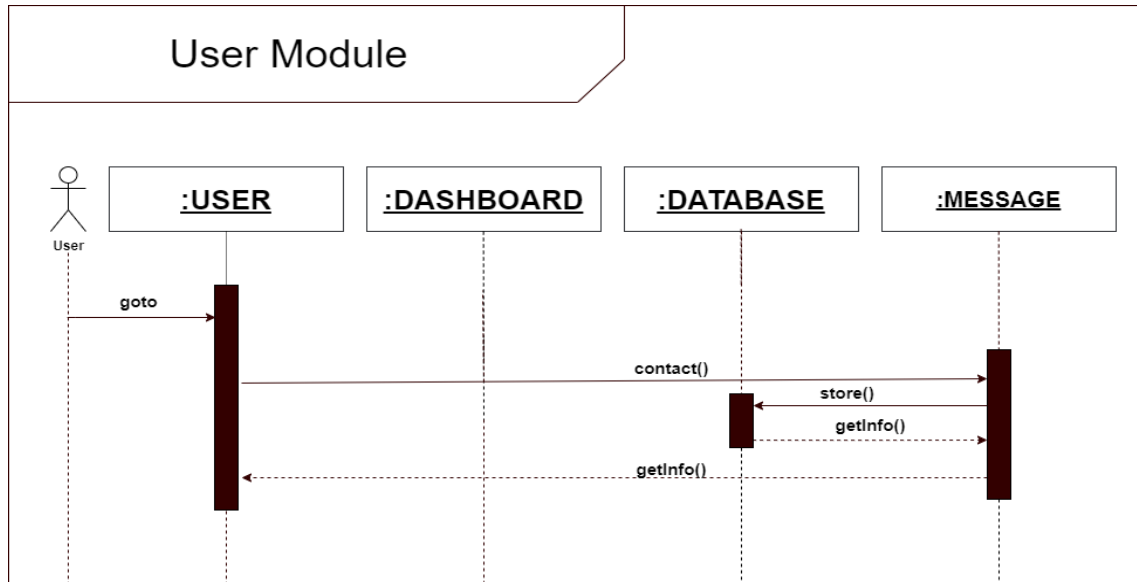 User Module
:USER
:DASHBOARD
:DATABASE
:MESSAGE
User
goto
contact()
store()
getInfo()
getInfo()